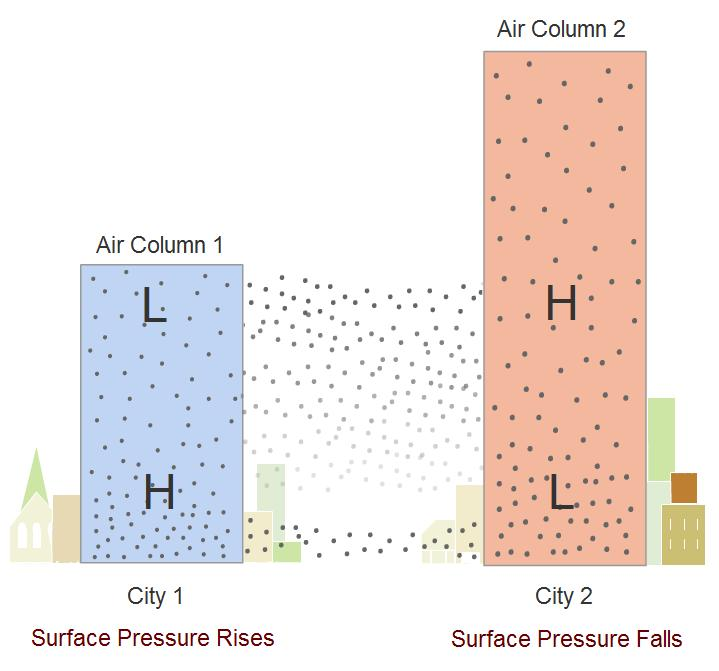 Air Column 2
Air Column 1
L
H
H
L
City 1
City 2
Surface Pressure Rises
Surface Pressure Falls